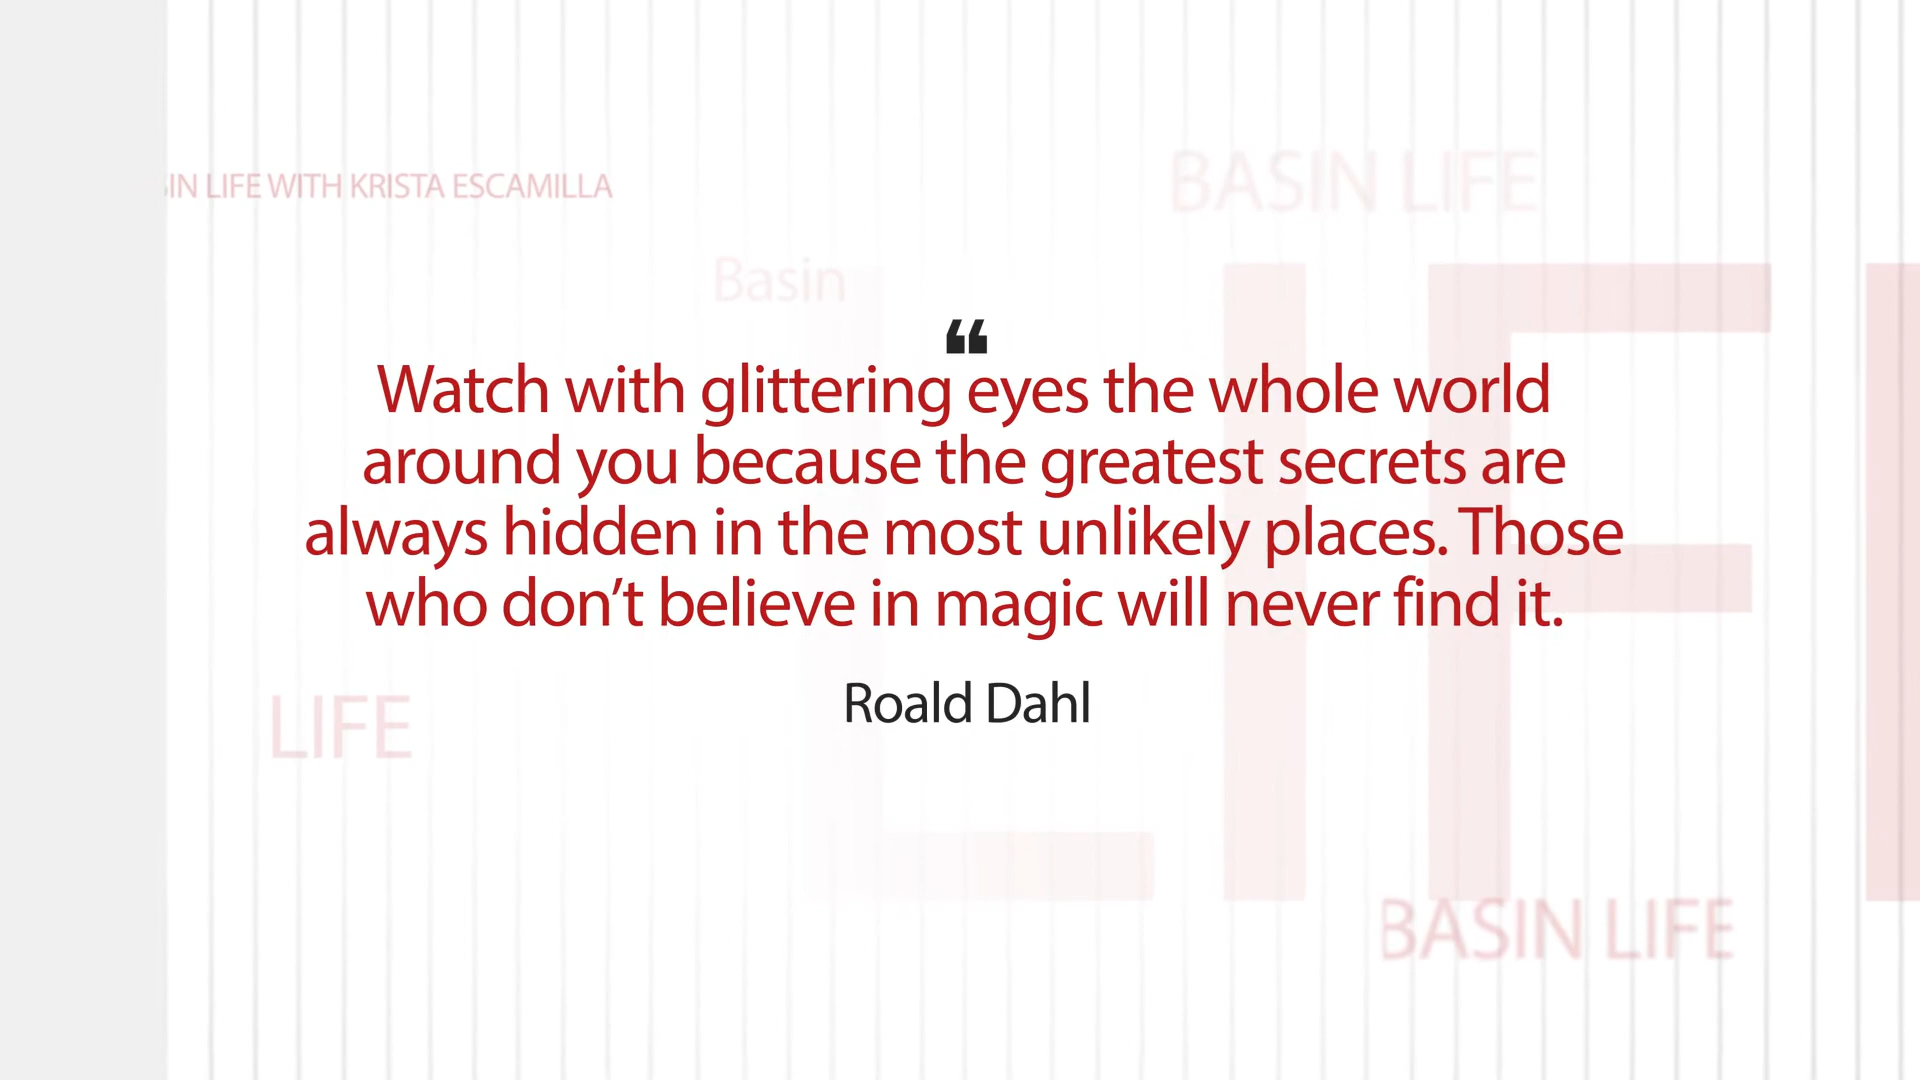 IN LIFE WITH KRISTA ESCAMILLA
BASIN LIFE
Basin
❝
Watch with glittering eyes the whole world
around you because the greatest secrets are
always hidden in the most unlikely places. Those
who don’t believe in magic will never find it.
Roald Dahl
LIFE
LIF
BASIN LIFE